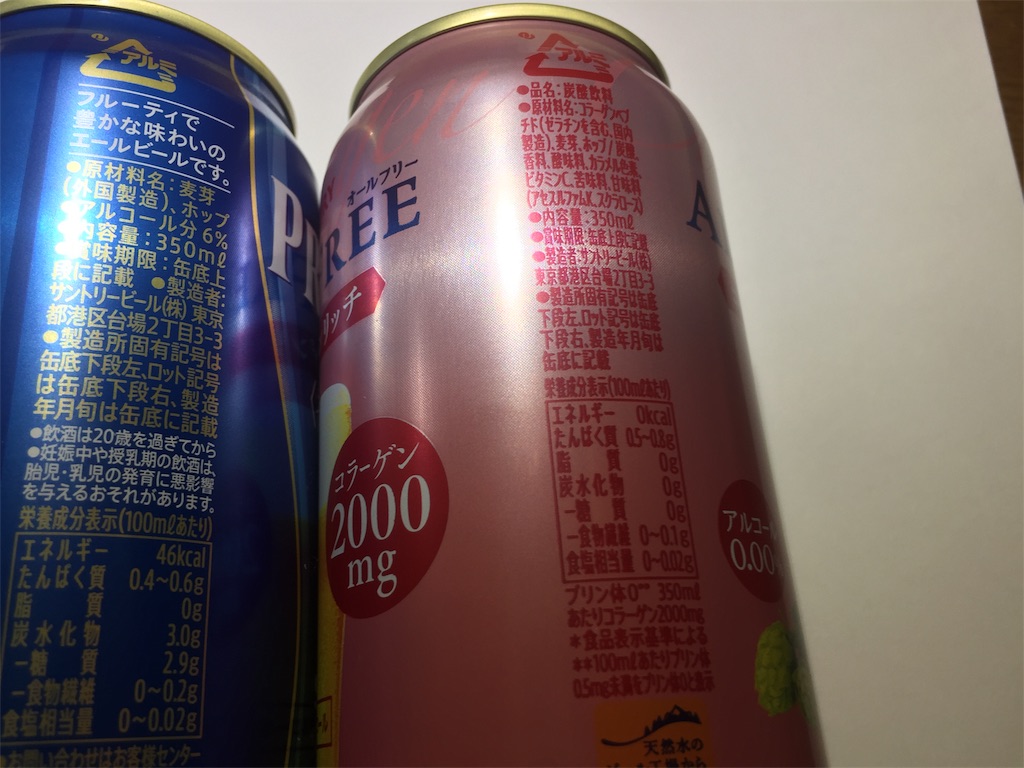 アルミ
フルーティで
豊かな味わいの
エールビールです。
●原材料名:麦芽
(外国製造)、ホップ
●アルコール分6%
●内容量:350mℓ
●賞味期限:缶底上
段に記載 ●製造者:
サントリービール(株) 東京
都港区台場2丁目3-3
●製造所固有記号は
缶底下段左、ロット記号
は缶底下段右、製造
年月旬は缶底に記載
●飲酒は20歳を過ぎてから
●妊娠中や授乳期の飲酒は、
胎児・乳児の発育に悪影響
を与えるおそれがあります。
栄養成分表示(100mℓあたり)
エネルギー 46kcal
たんぱく質 0.4~0.6g
脂質 0g
炭水化物 3.0g
-糖質 2.9g
-食物繊維 0~0.2g
食塩相当量 0~0.02g
お問い合わせはお客様センター
PR
オールフリー
REE
リッチ
コラーゲン
2000
mg
アルミ
●品名:炭酸飲料
●原材料名:コラーゲンペプ
チド(ゼラチンを含む、国内
製造)、麦芽、ホップ/炭酸、
香料、酸味料、カラメル色素、
ビタミンC、苦味料、甘味料
(アセスルファムK、スクラロース)
●内容量:350mℓ
●賞味期限:缶底上段に記載
●製造者:サントリービール(株)
東京都港区台場2丁目3-3
●製造所固有記号は缶底
下段左、ロット記号は缶底
下段右、製造年月旬は
缶底に記載
栄養成分表示(100mℓあたり)
エネルギー 0kcal
たんぱく質 0.5~0.8g
脂質 0g
炭水化物 0g
-糖質 0g
-食物繊維 0~0.1g
食塩相当量 0~0.02g
プリン体0** 350mℓ
あたりコラーゲン2000mg
*食品表示基準による
**100mℓあたりプリン体
0.5mg未満をプリン体0と表示
天然水の
ビール工場から
A
アルコール
0.00